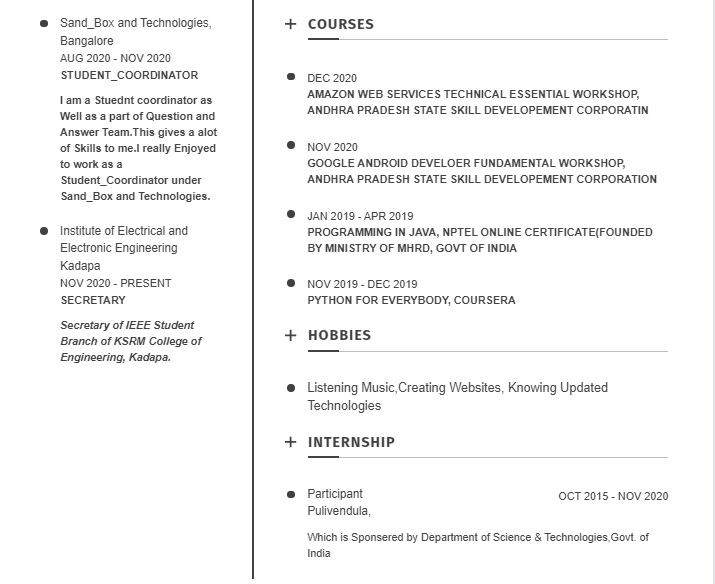 Sand_Box and Technologies,
Bangalore
AUG 2020 - NOV 2020
STUDENT_COORDINATOR
I am a Stuednt coordinator as
Well as a part of Question and
Answer Team.This gives a alot
of Skills to me.I really Enjoyed
to work as a
Student_Coordinator under
Sand_Box and Technologies.
Institute of Electrical and
Electronic Engineering
Kadapa
NOV 2020 - PRESENT
SECRETARY
Secretary of IEEE Student
Branch of KSRM College of
Engineering, Kadapa.
COURSES
DEC 2020
AMAZON WEB SERVICES TECHNICAL ESSENTIAL WORKSHOP,
ANDHRA PRADESH STATE SKILL DEVELOPEMENT CORPORATIN
NOV 2020
GOOGLE ANDROID DEVELOER FUNDAMENTAL WORKSHOP,
ANDHRA PRADESH STATE SKILL DEVELOPEMENT CORPORATION
JAN 2019 - APR 2019
PROGRAMMING IN JAVA, NPTEL ONLINE CERTIFICATE(FOUNDED
BY MINISTRY OF MHRD, GOVT OF INDIA
NOV 2019 - DEC 2019
PYTHON FOR EVERYBODY, COURSERA
HOBBIES
Listening Music,Creating Websites, Knowing Updated
Technologies
INTERNSHIP
Participant OCT 2015 - NOV 2020
Pulivendula,
Which is Sponsered by Department of Science & Technologies,Govt. of
India